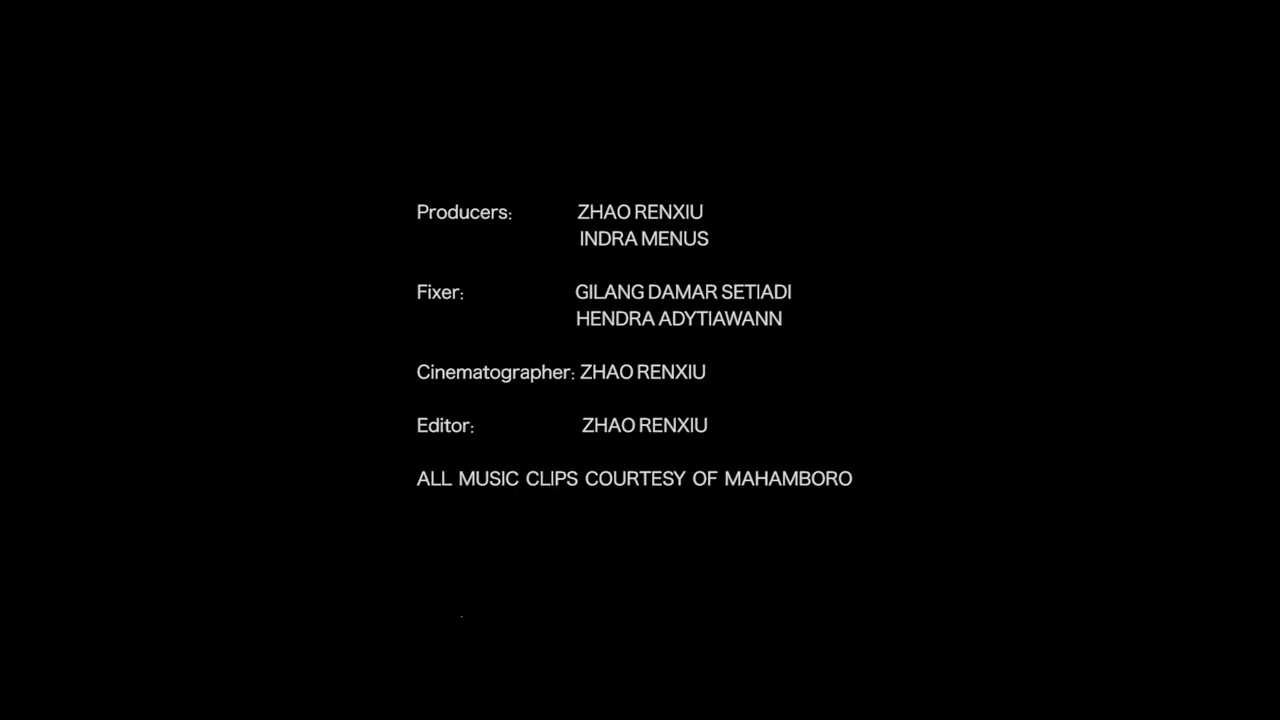 Producers: ZHAO RENXIU
INDRA MENUS
Fixer: GILANG DAMAR SETIADI
HENDRA ADYTIAWANN
Cinematographer: ZHAO RENXIU
Editor: ZHAO RENXIU
ALL MUSIC CLIPS COURTESY OF MAHAMBORO